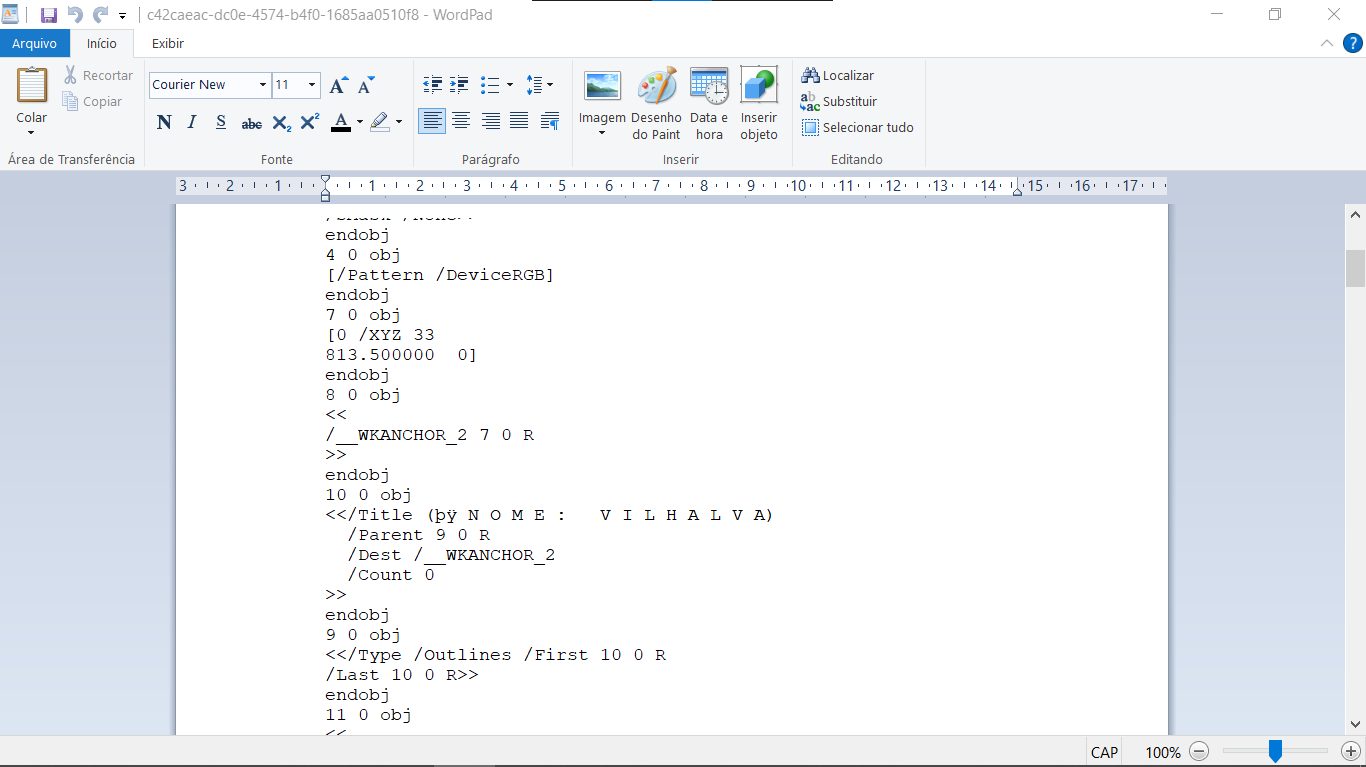 c42caeac-dc0e-4574-b4f0-1685aa0510f8 - WordPad
Arquivo Início Exibir
Colar
Recortar
Copiar
Área de Transferência
Courier New 11
N I S abc X2 X2 A
Fonte
Parágrafo
Imagem
Desenho do Paint
Data e hora
Inserir objeto
Inserir
Localizar
Substituir
Selecionar tudo
Editando
3 2 1 1 2 3 4 5 6 7 8 9 10 11 12 13 14 15 16 17
endobj
4 0 obj
[/Pattern /DeviceRGB]
endobj
7 0 obj
[0 /XYZ 33
813.500000  0]
endobj
8 0 obj
<<
/__WKANCHOR_2 7 0 R
>>
endobj
10 0 obj
<</Title (þÿ N O M E :   V I L H A L V A)
  /Parent 9 0 R
  /Dest /__WKANCHOR_2
  /Count 0
>>
endobj
9 0 obj
<</Type /Outlines /First 10 0 R
/Last 10 0 R>>
endobj
11 0 obj
<<
CAP 100%